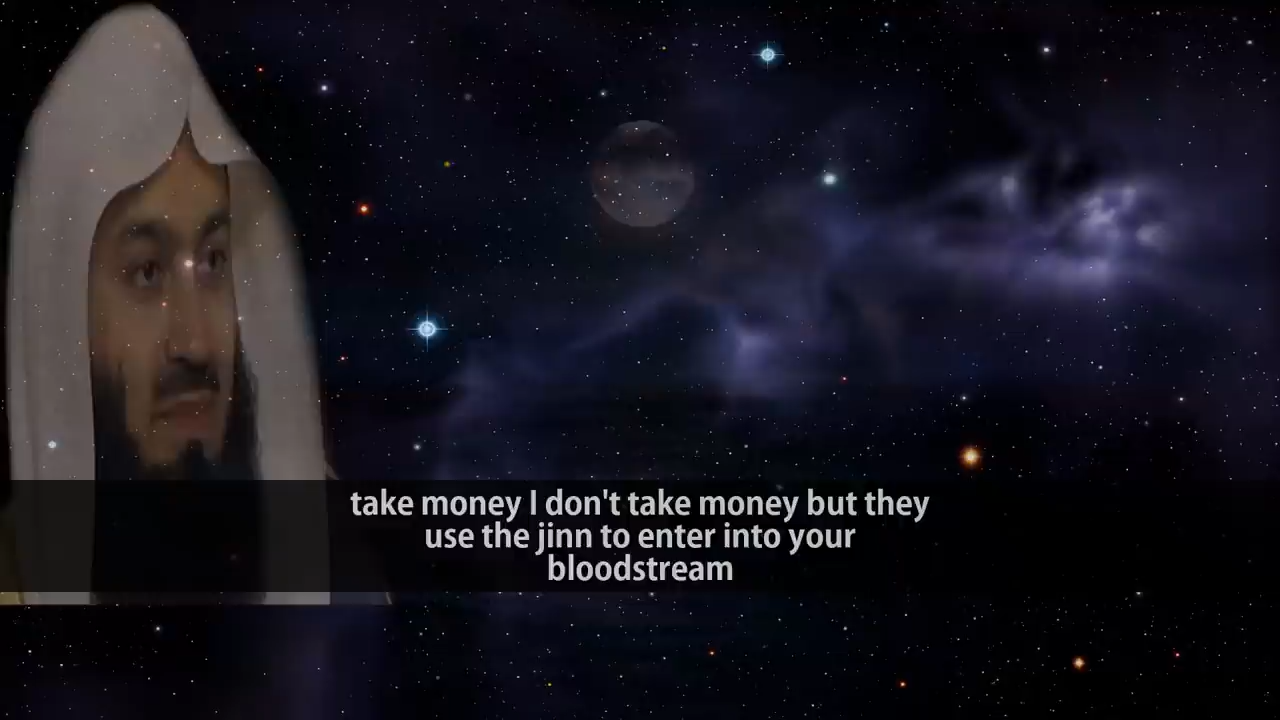 take money I don't take money but they
use the jinn to enter into your
bloodstream